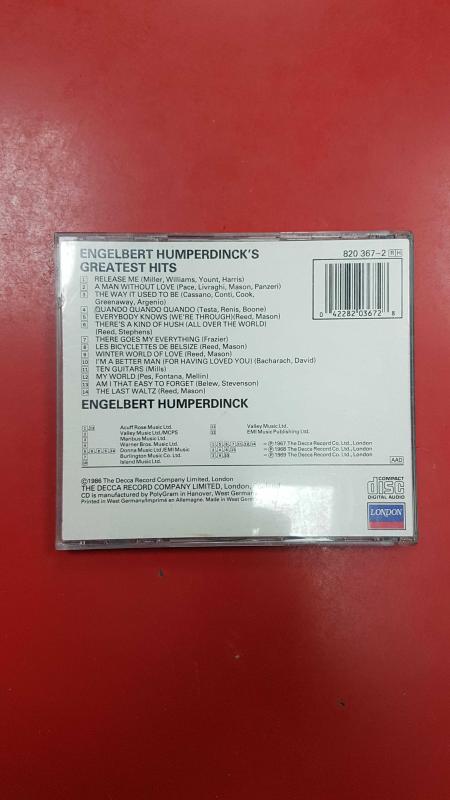 ENGELBERT HUMPERDINCK'S
GREATEST HITS
820 367-2 RH
0 42282 03672 8
1 RELEASE ME (Miller, Williams, Yount, Harris)
2 A MAN WITHOUT LOVE (Pace, Livraghi, Mason, Panzeri)
3 THE WAY IT USED TO BE (Cassano, Conti, Cook,
Greenaway, Argenio)
4 QUANDO QUANDO QUANDO (Testa, Renis, Boone)
5 EVERYBODY KNOWS (WE'RE THROUGH)(Reed, Mason)
6 THERE'S A KIND OF HUSH (ALL OVER THE WORLD)
(Reed, Stephens)
7 THERE GOES MY EVERYTHING (Frazier)
8 LES BICYCLETTES DE BELSIZE (Reed, Mason)
9 WINTER WORLD OF LOVE (Reed, Mason)
10 I'M A BETTER MAN (FOR HAVING LOVED YOU) (Bacharach, David)
11 TEN GUITARS (Mills)
12 MY WORLD (Pes, Fontana, Mellin)
13 AM I THAT EASY TO FORGET (Belew, Stevenson)
14 THE LAST WALTZ (Reed, Mason)
ENGELBERT HUMPERDINCK
Acuff Rose Music Ltd.
Valley Music Ltd./MCPS
Maribus Music Ltd.
Warner Bros. Music Ltd.
Donna Music Ltd/EMI Music
Burlington Music Co. Ltd.
Island Music Ltd.
Valley Music Ltd.
EMI Music Publishing Ltd.
℗ 1967 The Decca Record Co. Ltd., London
℗ 1968 The Decca Record Co. Ltd., London
℗ 1969 The Decca Record Co. Ltd., London
AAD
©1986 The Decca Record Company Limited, London
THE DECCA RECORD COMPANY LIMITED, London,
CD is manufactured by PolyGram in Hanover, West Germany
Printed in West Germany/Imprimé en Allemagne. Made in West Germany
COMPACT
disc
DIGITAL AUDIO
LONDON